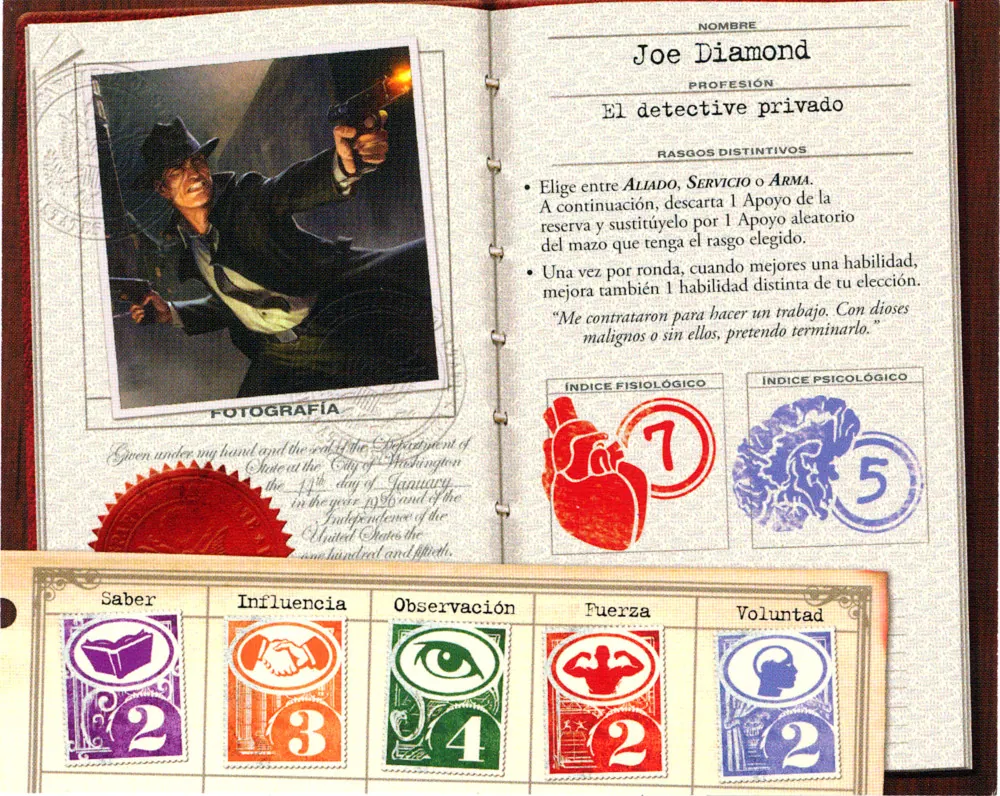 NOMBRE
Joe Diamond
PROFESIÓN
El detective privado
RASGOS DISTINTIVOS
• Elige entre ALIADO, SERVICIO o ARMA.
A continuación, descarta 1 Apoyo de la
reserva y sustitúyelo por 1 Apoyo aleatorio
del mazo que tenga el rasgo elegido.
• Una vez por ronda, cuando mejores una habilidad,
mejora también 1 habilidad distinta de tu elección.
“Me contrataron para hacer un trabajo. Con dioses
malignos o sin ellos, pretendo terminarlo.”
FOTOGRAFÍA
ÍNDICE FISIOLÓGICO
7
ÍNDICE PSICOLÓGICO
5
Given under my hand and the seal of the Department of
State at the City of Washington
the 14th day of January
in the year 1926 and of the
Independence of the
United States the
one hundred and fiftieth.
Saber
2
Influencia
3
Observación
4
Fuerza
2
Voluntad
2